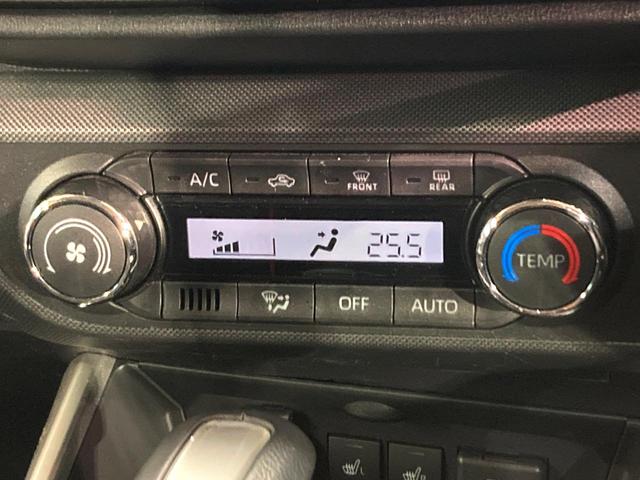 A/C
FRONT
REAR
25.5
TEMP
OFF
AUTO
L
R